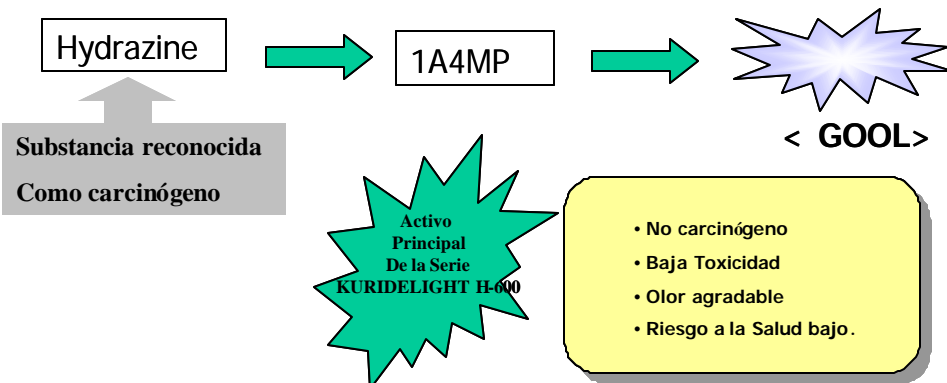 Hydrazine
1A4MP
< GOOL>
Substancia reconocida
Como carcinógeno
Activo
Principal
De la Serie
KURIDELIGHT H-600
• No carcinógeno
• Baja Toxicidad
• Olor agradable
• Riesgo a la Salud bajo.